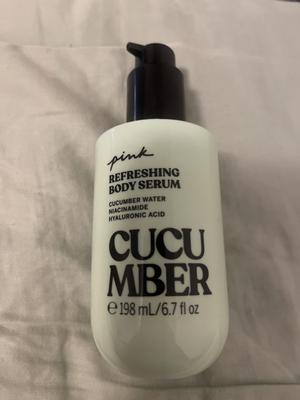 pink
REFRESHING
BODY SERUM
CUCUMBER WATER
NIACINAMIDE
HYALURONIC ACID
CUCU
MBER
℮ 198 mL/6.7 fl oz